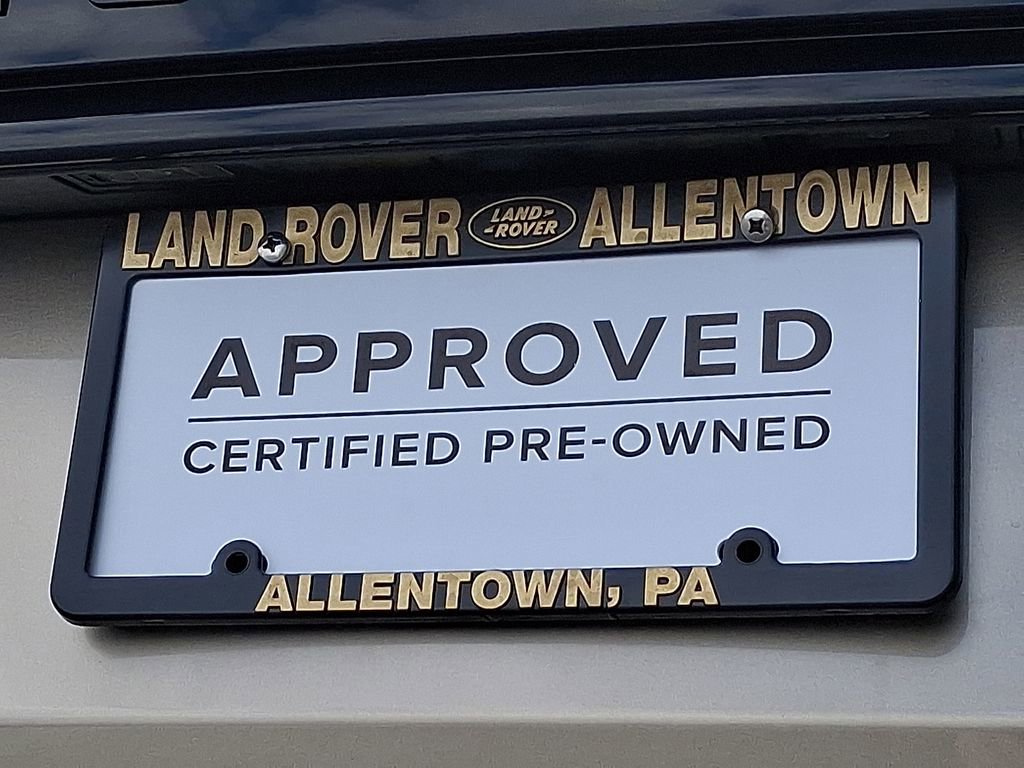 LAND ROVER LAND-ROVER ALLENTOWN
APPROVED
CERTIFIED PRE-OWNED
ALLENTOWN, PA